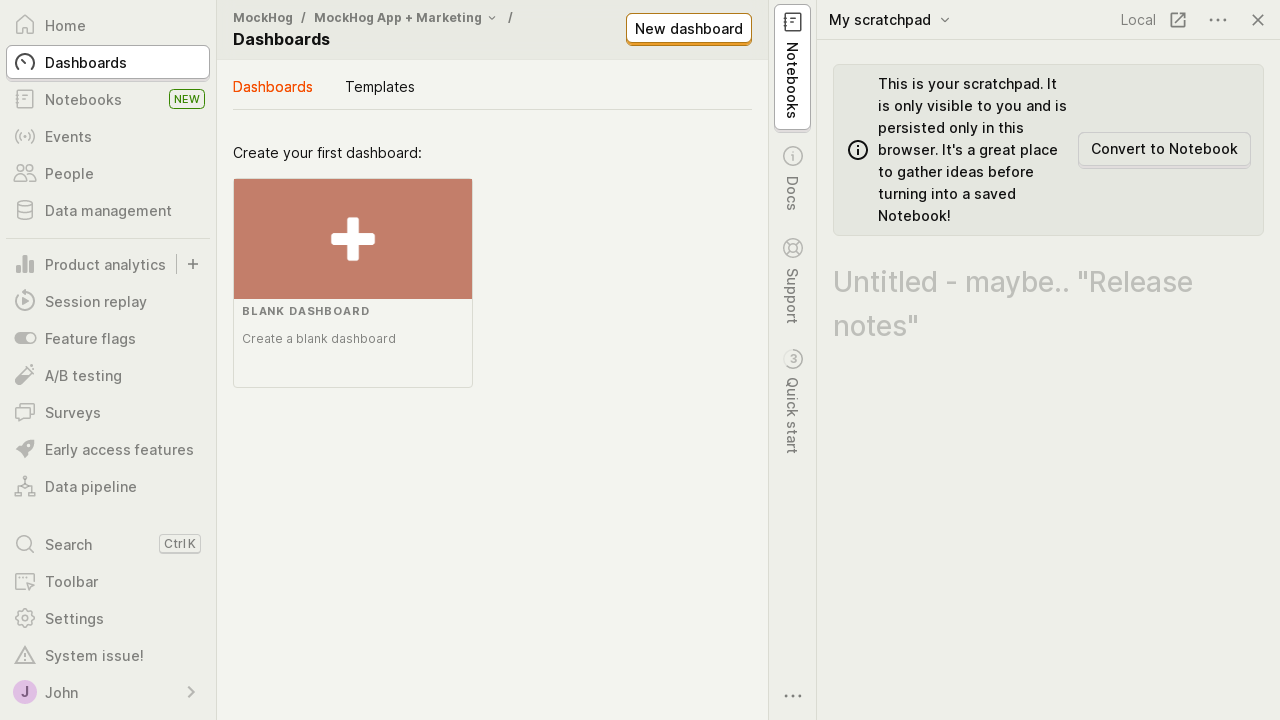 Home
Dashboards
Notebooks
NEW
Events
People
Data management
Product analytics
Session replay
Feature flags
A/B testing
Surveys
Early access features
Data pipeline
Search
Ctrl K
Toolbar
Settings
System issue!
J
John
MockHog / MockHog App + Marketing /
Dashboards
New dashboard
Dashboards
Templates
Create your first dashboard:
BLANK DASHBOARD
Create a blank dashboard
Notebooks
Docs
Support
3
Quick start
My scratchpad
Local
This is your scratchpad. It
is only visible to you and is
persisted only in this
browser. It's a great place
to gather ideas before
turning into a saved
Notebook!
Convert to Notebook
Untitled - maybe.. "Release
notes"